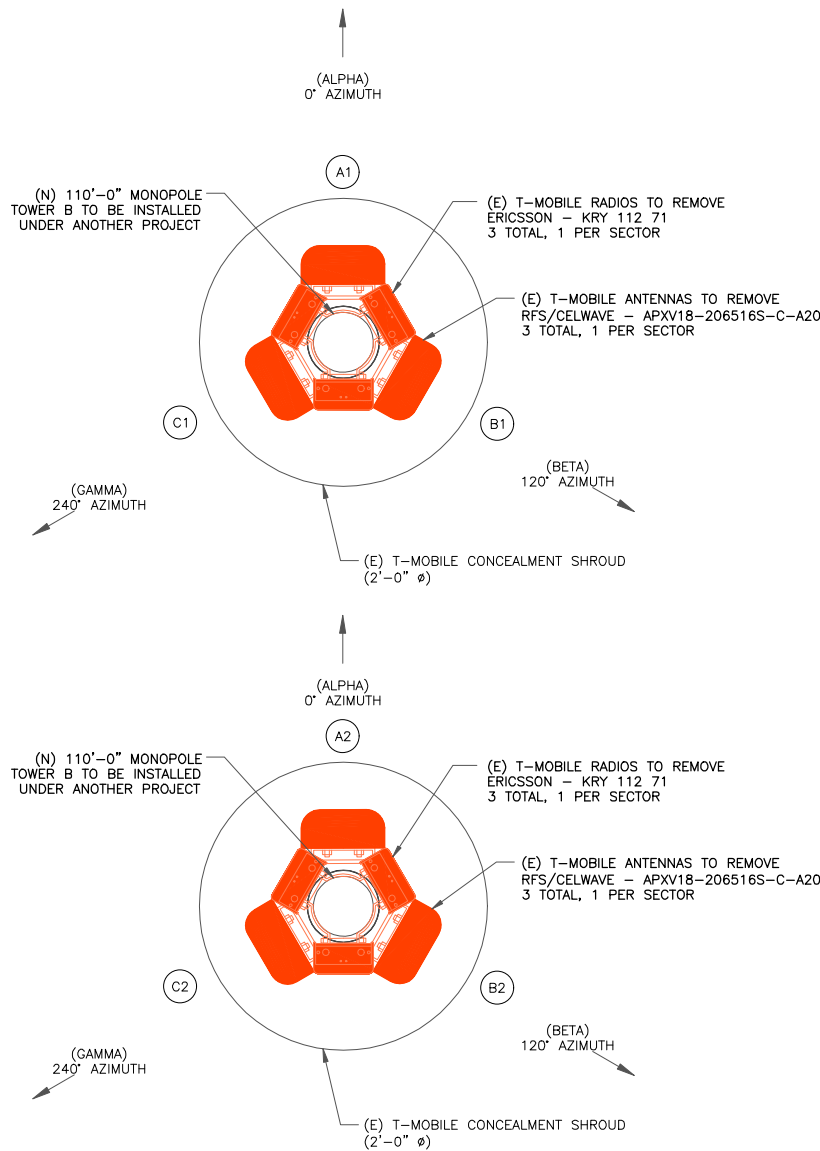 (ALPHA)
0° AZIMUTH
A1
(N) 110'-0" MONOPOLE
TOWER B TO BE INSTALLED
UNDER ANOTHER PROJECT
(E) T-MOBILE RADIOS TO REMOVE
ERICSSON - KRY 112 71
3 TOTAL, 1 PER SECTOR
(E) T-MOBILE ANTENNAS TO REMOVE
RFS/CELWAVE - APXV18-206516S-C-A20
3 TOTAL, 1 PER SECTOR
C1
B1
(GAMMA)
240° AZIMUTH
(BETA)
120° AZIMUTH
(E) T-MOBILE CONCEALMENT SHROUD
(2'-0" ø)
(ALPHA)
0° AZIMUTH
A2
(N) 110'-0" MONOPOLE
TOWER B TO BE INSTALLED
UNDER ANOTHER PROJECT
(E) T-MOBILE RADIOS TO REMOVE
ERICSSON - KRY 112 71
3 TOTAL, 1 PER SECTOR
(E) T-MOBILE ANTENNAS TO REMOVE
RFS/CELWAVE - APXV18-206516S-C-A20
3 TOTAL, 1 PER SECTOR
C2
B2
(GAMMA)
240° AZIMUTH
(BETA)
120° AZIMUTH
(E) T-MOBILE CONCEALMENT SHROUD
(2'-0" ø)